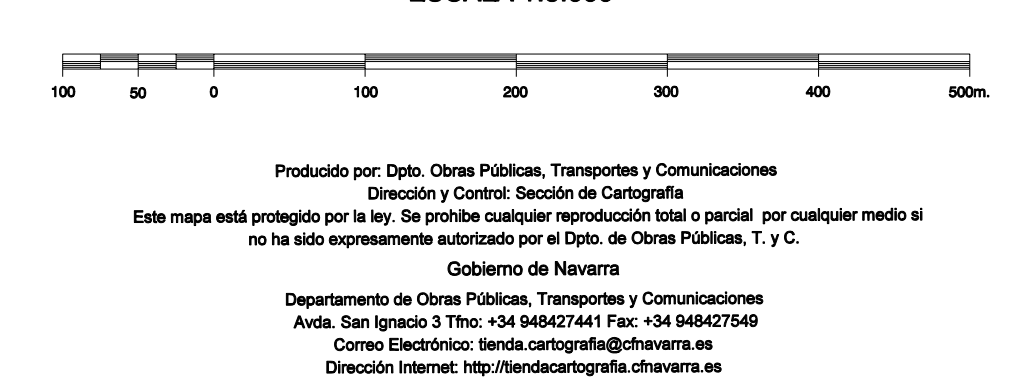 100 50 0 100 200 300 400 500m.
Producido por: Dpto. Obras Públicas, Transportes y Comunicaciones
Dirección y Control: Sección de Cartografía
Este mapa está protegido por la ley. Se prohibe cualquier reproducción total o parcial por cualquier medio si
no ha sido expresamente autorizado por el Dpto. de Obras Públicas, T. y C.
Gobierno de Navarra
Departamento de Obras Públicas, Transportes y Comunicaciones
Avda. San Ignacio 3 Tfno: +34 948427441 Fax: +34 948427549
Correo Electrónico: tienda.cartografia@cfnavarra.es
Dirección Internet: http://tiendacartografia.cfnavarra.es